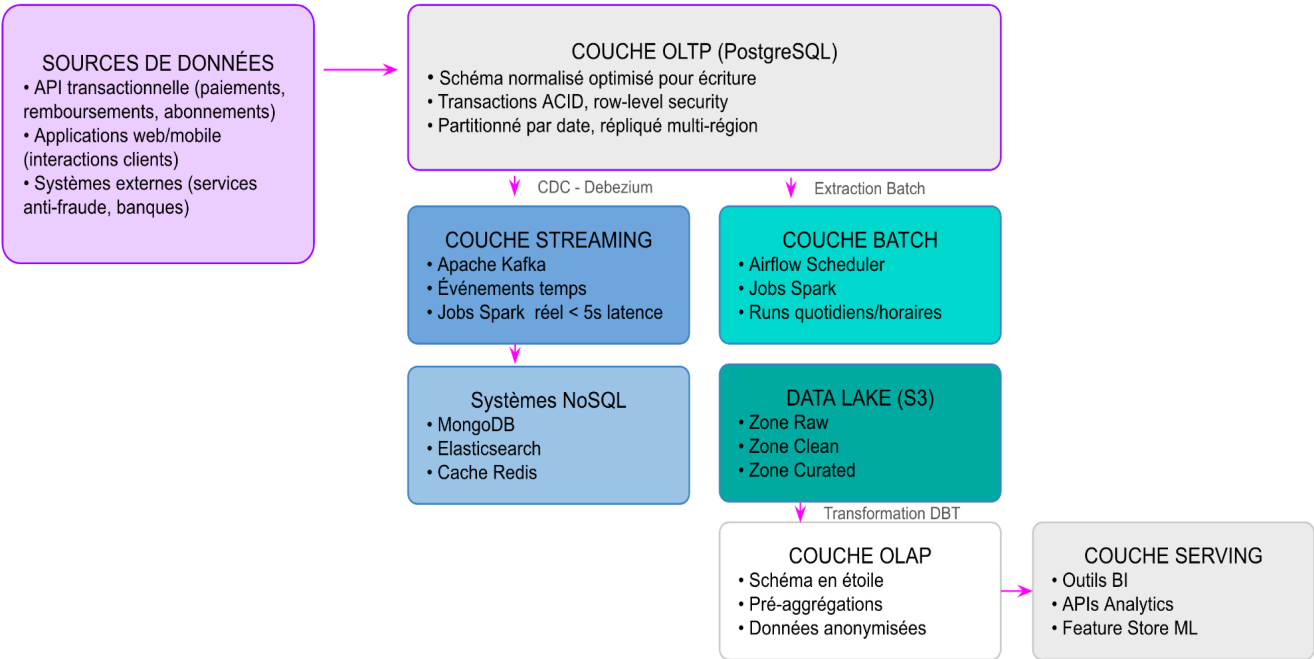 SOURCES DE DONNÉES
• API transactionnelle (paiements,
remboursements, abonnements)
• Applications web/mobile
(interactions clients)
• Systèmes externes (services
anti-fraude, banques)
COUCHE OLTP (PostgreSQL)
• Schéma normalisé optimisé pour écriture
• Transactions ACID, row-level security
• Partitionné par date, répliqué multi-région
CDC - Debezium
Extraction Batch
COUCHE STREAMING
• Apache Kafka
• Événements temps
• Jobs Spark  réel < 5s latence
COUCHE BATCH
• Airflow Scheduler
• Jobs Spark
• Runs quotidiens/horaires
Systèmes NoSQL
• MongoDB
• Elasticsearch
• Cache Redis
DATA LAKE (S3)
• Zone Raw
• Zone Clean
• Zone Curated
Transformation DBT
COUCHE OLAP
• Schéma en étoile
• Pré-aggrégations
• Données anonymisées
COUCHE SERVING
• Outils BI
• APIs Analytics
• Feature Store ML